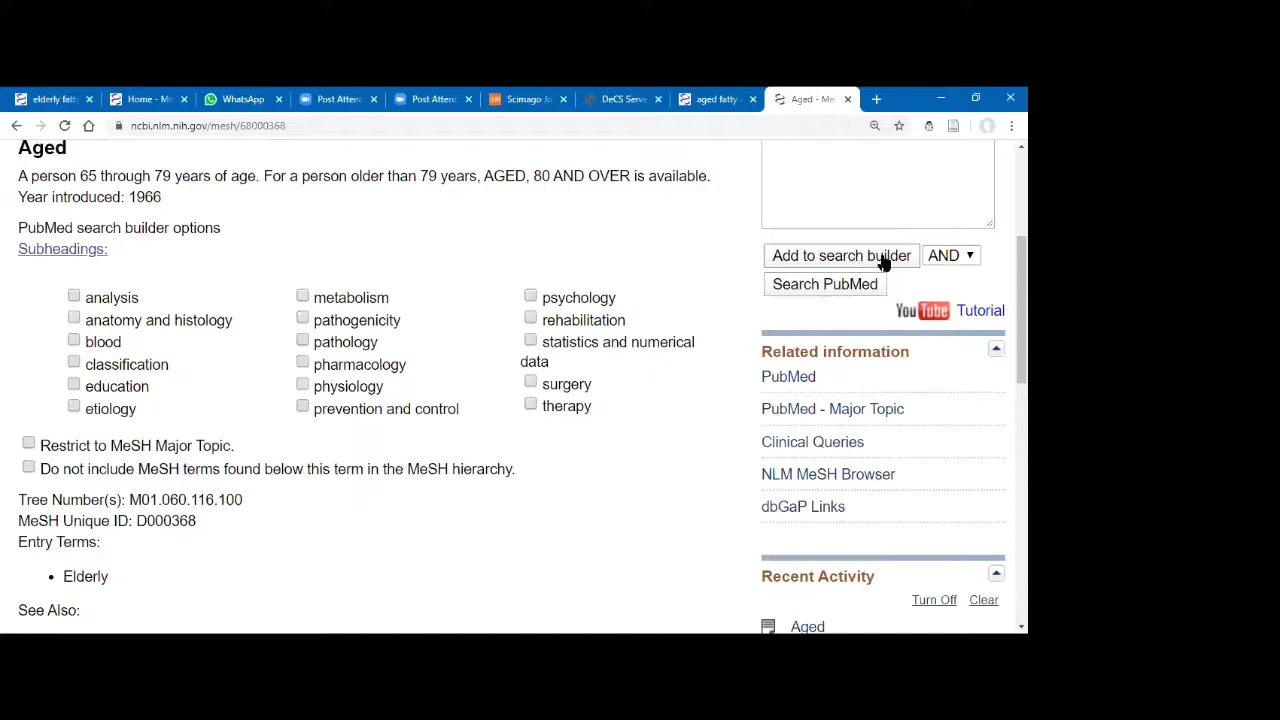 elderly fatty
Home - Me
WhatsApp
Post Attend
Post Attend
Scimago Jo
DeCS Serve
aged fatty
Aged - Me
ncbi.nlm.nih.gov/mesh/68000368
Aged
A person 65 through 79 years of age. For a person older than 79 years, AGED, 80 AND OVER is available.
Year introduced: 1966
PubMed search builder options
Subheadings:
analysis
anatomy and histology
blood
classification
education
etiology
metabolism
pathogenicity
pathology
pharmacology
physiology
prevention and control
psychology
rehabilitation
statistics and numerical
data
surgery
therapy
Restrict to MeSH Major Topic.
Do not include MeSH terms found below this term in the MeSH hierarchy.
Tree Number(s): M01.060.116.100
MeSH Unique ID: D000368
Entry Terms:
Elderly
See Also:
Add to search builder AND
Search PubMed
YouTube Tutorial
Related information
PubMed
PubMed - Major Topic
Clinical Queries
NLM MeSH Browser
dbGaP Links
Recent Activity
Turn Off Clear
Aged